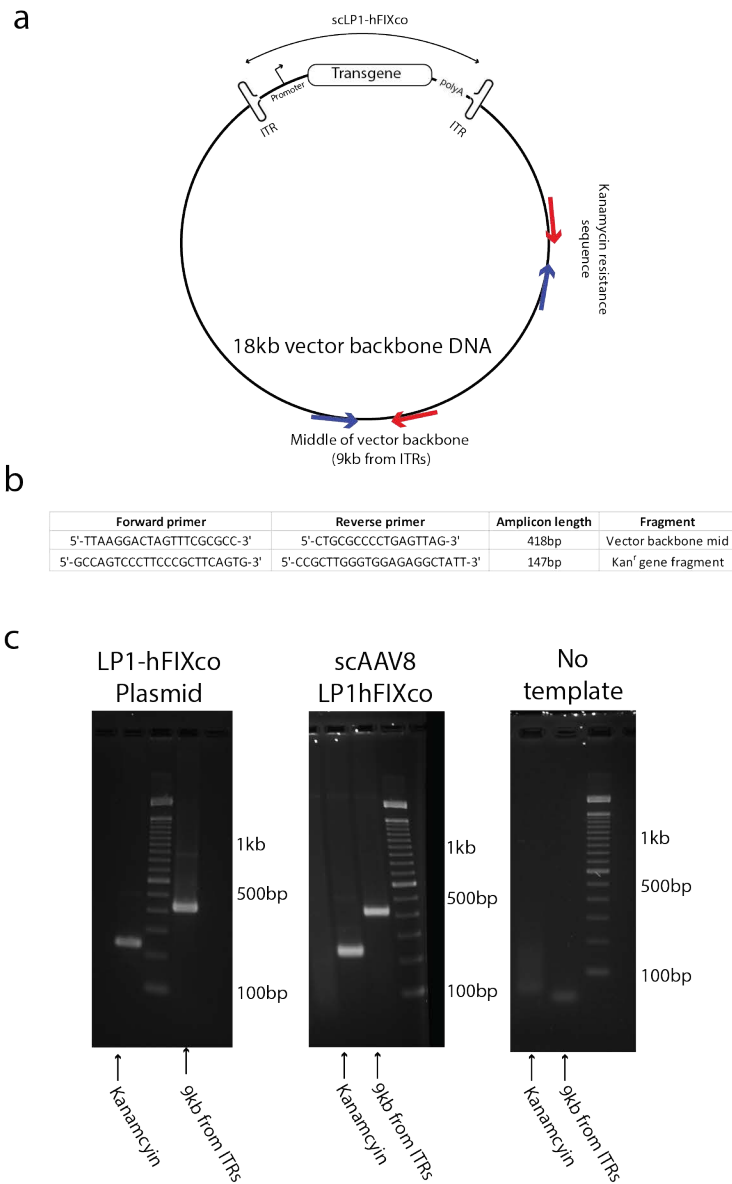 a
scLP1-hFIXco
Transgene
Promoter
polyA
ITR
ITR
Kanamycin resistance
sequence
18kb vector backbone DNA
Middle of vector backbone
(9kb from ITRs)
b
Forward primer Reverse primer Amplicon length Fragment
5'-TTAAGGACTAGTTTCGCGCC-3' 5'-CTGCGCCCCTGAGTTAG-3' 418bp Vector backbone mid
5'-GCCAGTCCCTTCCCGCTTCAGTG-3' 5'-CCGCTTGGGTGGAGAGGCTATT-3' 147bp Kanʳ gene fragment
c
LP1-hFIXco
Plasmid
scAAV8
LP1hFIXco
No
template
1kb
500bp
100bp
1kb
500bp
100bp
1kb
500bp
100bp
Kanamcyin
9kb from ITRs
Kanamcyin
9kb from ITRs
Kanamcyin
9kb from ITRs